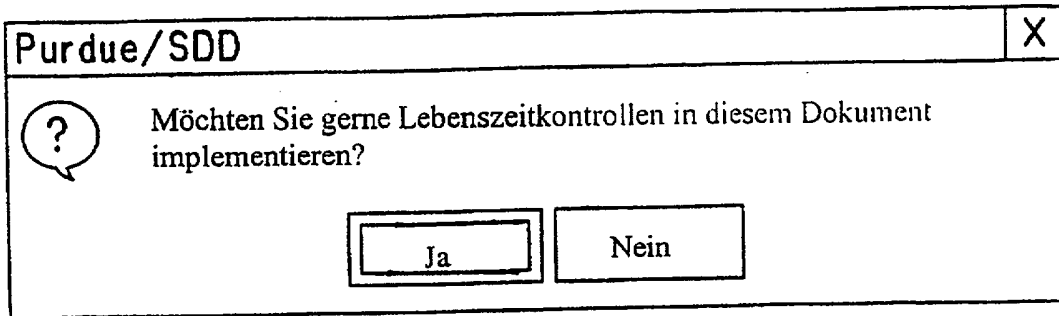 Purdue/SDD X
?
Möchten Sie gerne Lebenszeitkontrollen in diesem Dokument
implementieren?
Ja Nein